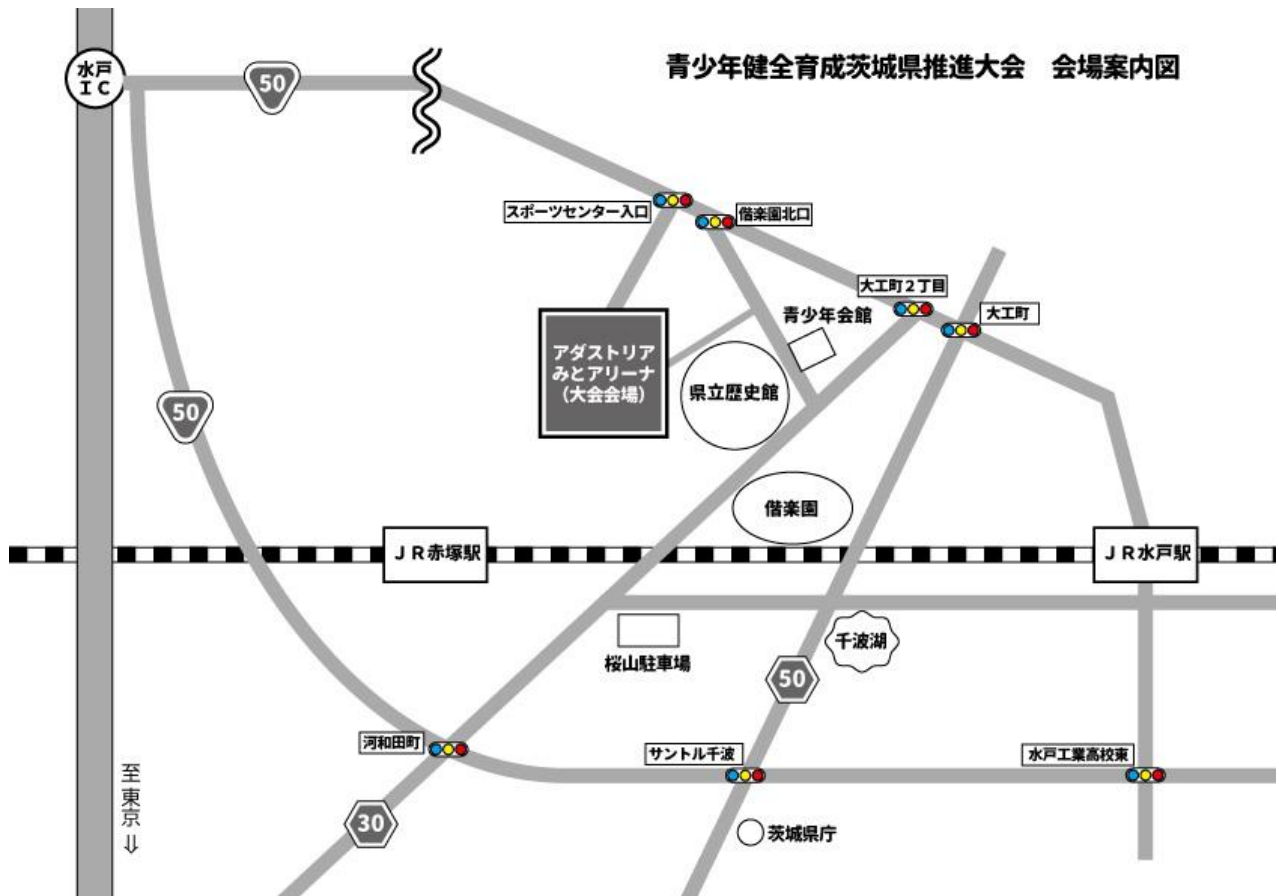 青少年健全育成茨城県推進大会　会場案内図
水戸
ＩＣ
50
スポーツセンター入口
偕楽園北口
大工町２丁目
大工町
青少年会館
アダストリア
みとアリーナ
（大会会場）
県立歴史館
50
偕楽園
ＪＲ赤塚駅
ＪＲ水戸駅
桜山駐車場
千波湖
50
河和田町
サントル千波
水戸工業高校東
至東京⇓
30
茨城県庁